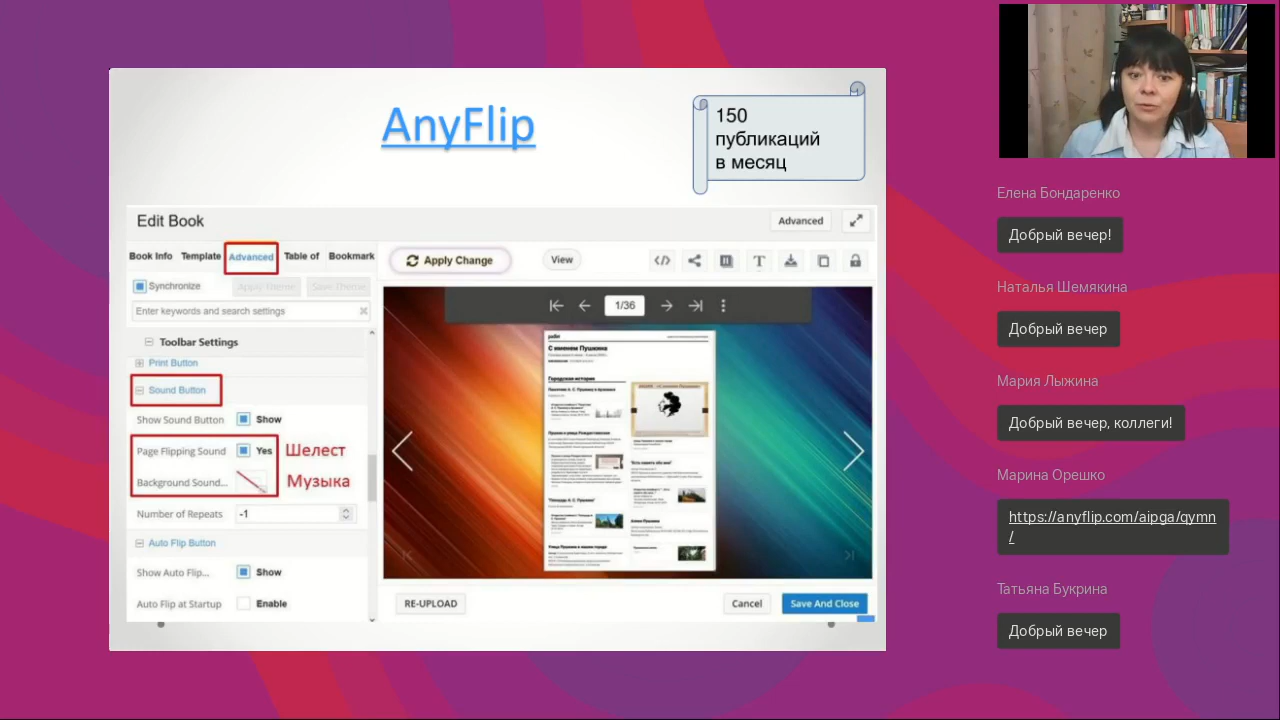 AnyFlip
150
публикаций
в месяц
Edit Book
Advanced
Book Info Template Advanced Table of Bookmark
Apply Change
View
Synchronize Apply Theme Save Theme
Enter keywords and search settings
Toolbar Settings
Print Button
Sound Button
Show Sound Button Show
Page Flipping Sound Yes Шелест
Background Sound... Музыка
Number of Repeats -1
Auto Flip Button
Show Auto Flip... Show
Auto Flip at Startup Enable
1/36
С именем Пушкина
Городская история
RE-UPLOAD
Cancel
Save And Close
Елена Бондаренко
Добрый вечер!
Наталья Шемякина
Добрый вечер
Мария Лыжина
Добрый вечер, коллеги!
Марина Орешко
https://anyflip.com/aipga/qymn
/
Татьяна Букрина
Добрый вечер